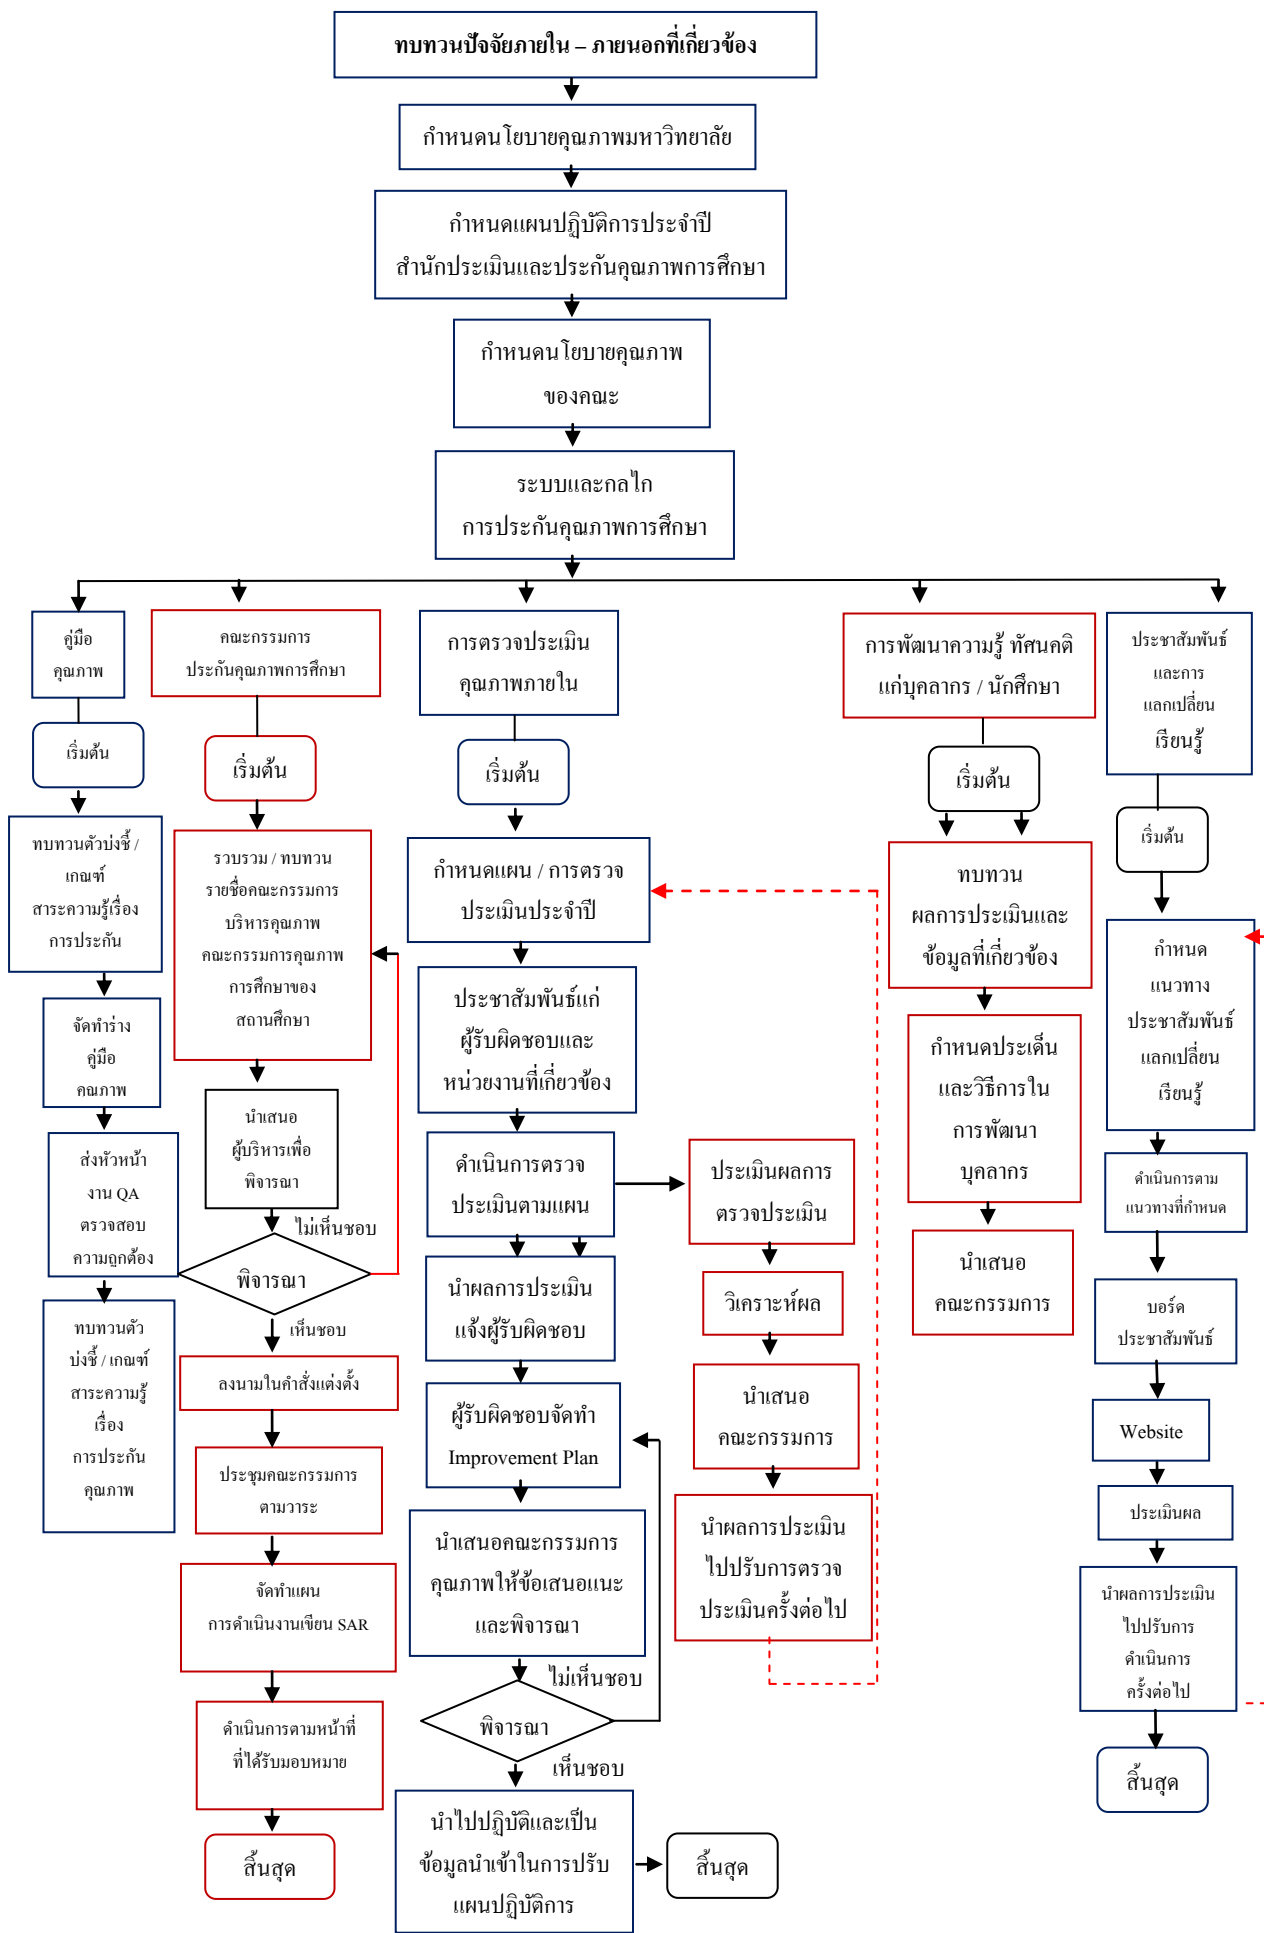 ทบทวนปัจจัยภายใน – ภายนอกที่เกี่ยวข้อง
กำหนดนโยบายคุณภาพมหาวิทยาลัย
กำหนดแผนปฏิบัติการประจำปี
สำนักประเมินและประกันคุณภาพการศึกษา
กำหนดนโยบายคุณภาพ
ของคณะ
ระบบและกลไก
การประกันคุณภาพการศึกษา
คู่มือ
คุณภาพ
เริ่มต้น
ทบทวนตัวบ่งชี้ /
เกณฑ์
สาระความรู้เรื่อง
การประกัน
จัดทำร่าง
คู่มือ
คุณภาพ
ส่งหัวหน้า
งาน QA
ตรวจสอบ
ความถูกต้อง
ทบทวนตัว
บ่งชี้ / เกณฑ์
สาระความรู้
เรื่อง
การประกัน
คุณภาพ
คณะกรรมการ
ประกันคุณภาพการศึกษา
เริ่มต้น
รวบรวม / ทบทวน
รายชื่อคณะกรรมการ
บริหารคุณภาพ
คณะกรรมการคุณภาพ
การศึกษาของ
สถานศึกษา
นำเสนอ
ผู้บริหารเพื่อ
พิจารณา
ไม่เห็นชอบ
พิจารณา
เห็นชอบ
ลงนามในคำสั่งแต่งตั้ง
ประชุมคณะกรรมการ
ตามวาระ
จัดทำแผน
การดำเนินงานเขียน SAR
ดำเนินการตามหน้าที่
ที่ได้รับมอบหมาย
สิ้นสุด
การตรวจประเมิน
คุณภาพภายใน
เริ่มต้น
กำหนดแผน / การตรวจ
ประเมินประจำปี
ประชาสัมพันธ์แก่
ผู้รับผิดชอบและ
หน่วยงานที่เกี่ยวข้อง
ดำเนินการตรวจ
ประเมินตามแผน
นำผลการประเมิน
แจ้งผู้รับผิดชอบ
ผู้รับผิดชอบจัดทำ
Improvement Plan
นำเสนอคณะกรรมการ
คุณภาพให้ข้อเสนอแนะ
และพิจารณา
ไม่เห็นชอบ
พิจารณา
เห็นชอบ
นำไปปฏิบัติและเป็น
ข้อมูลนำเข้าในการปรับ
แผนปฏิบัติการ
สิ้นสุด
ประเมินผลการ
ตรวจประเมิน
วิเคราะห์ผล
นำเสนอ
คณะกรรมการ
นำผลการประเมิน
ไปปรับการตรวจ
ประเมินครั้งต่อไป
การพัฒนาความรู้ ทัศนคติ
แก่บุคลากร / นักศึกษา
เริ่มต้น
ทบทวน
ผลการประเมินและ
ข้อมูลที่เกี่ยวข้อง
กำหนดประเด็น
และวิธีการใน
การพัฒนา
บุคลากร
นำเสนอ
คณะกรรมการ
ประชาสัมพันธ์
และการ
แลกเปลี่ยน
เรียนรู้
เริ่มต้น
กำหนด
แนวทาง
ประชาสัมพันธ์
แลกเปลี่ยน
เรียนรู้
ดำเนินการตาม
แนวทางที่กำหนด
บอร์ด
ประชาสัมพันธ์
Website
ประเมินผล
นำผลการประเมิน
ไปปรับการ
ดำเนินการ
ครั้งต่อไป
สิ้นสุด